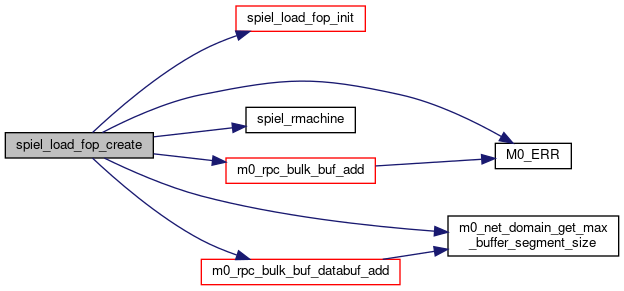 spiel_load_fop_init
spiel_rmachine
spiel_load_fop_create
M0_ERR
m0_rpc_bulk_buf_add
m0_net_domain_get_max
_buffer_segment_size
m0_rpc_bulk_buf_databuf_add